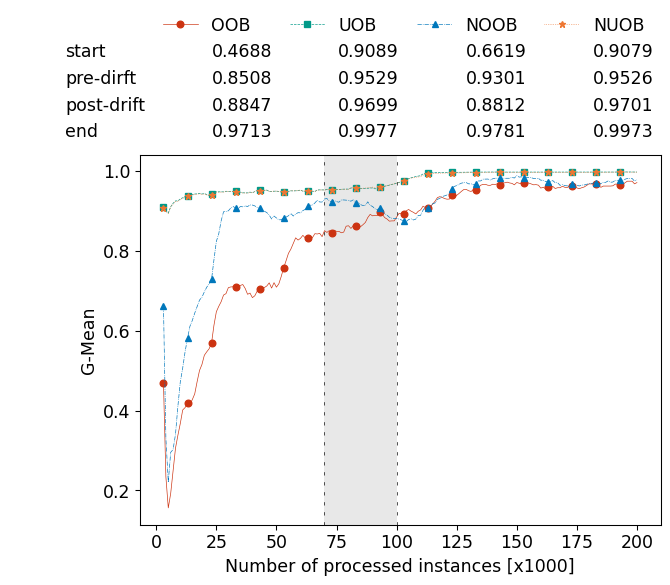 OOB UOB NOOB NUOB
start 0.4688 0.9089 0.6619 0.9079
pre-dirft 0.8508 0.9529 0.9301 0.9526
post-drift 0.8847 0.9699 0.8812 0.9701
end 0.9713 0.9977 0.9781 0.9973
1.0
0.8
0.6
0.4
0.2
G-Mean
0 25 50 75 100 125 150 175 200
Number of processed instances [x1000]